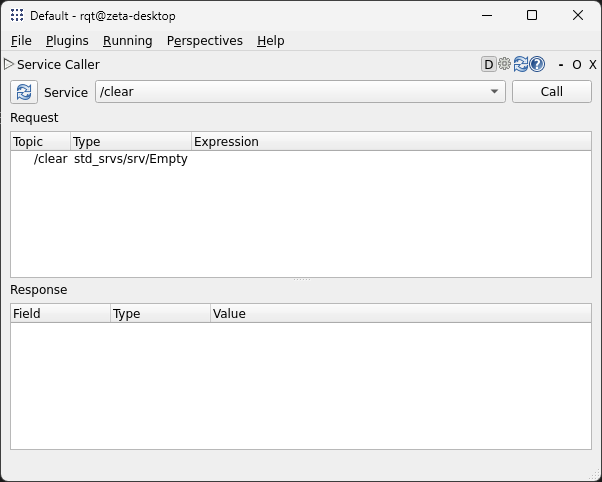 Default - rqt@zeta-desktop
File Plugins Running Perspectives Help
Service Caller D ? - O X
Service /clear Call
Request
Topic Type Expression
/clear std_srvs/srv/Empty
Response
Field Type Value